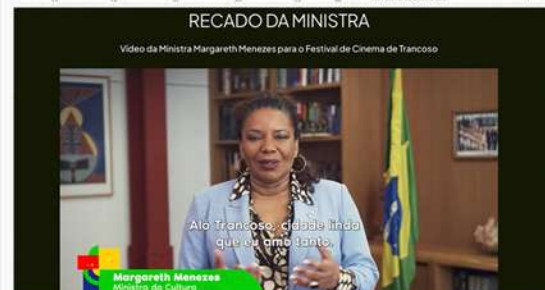 RECADO DA MINISTRA
Vídeo da Ministra Margareth Menezes para o Festival de Cinema de Trancoso
Alo Trancoso, cidade linda
que eu amo tanto.
Margareth Menezes
Ministra da Cultura